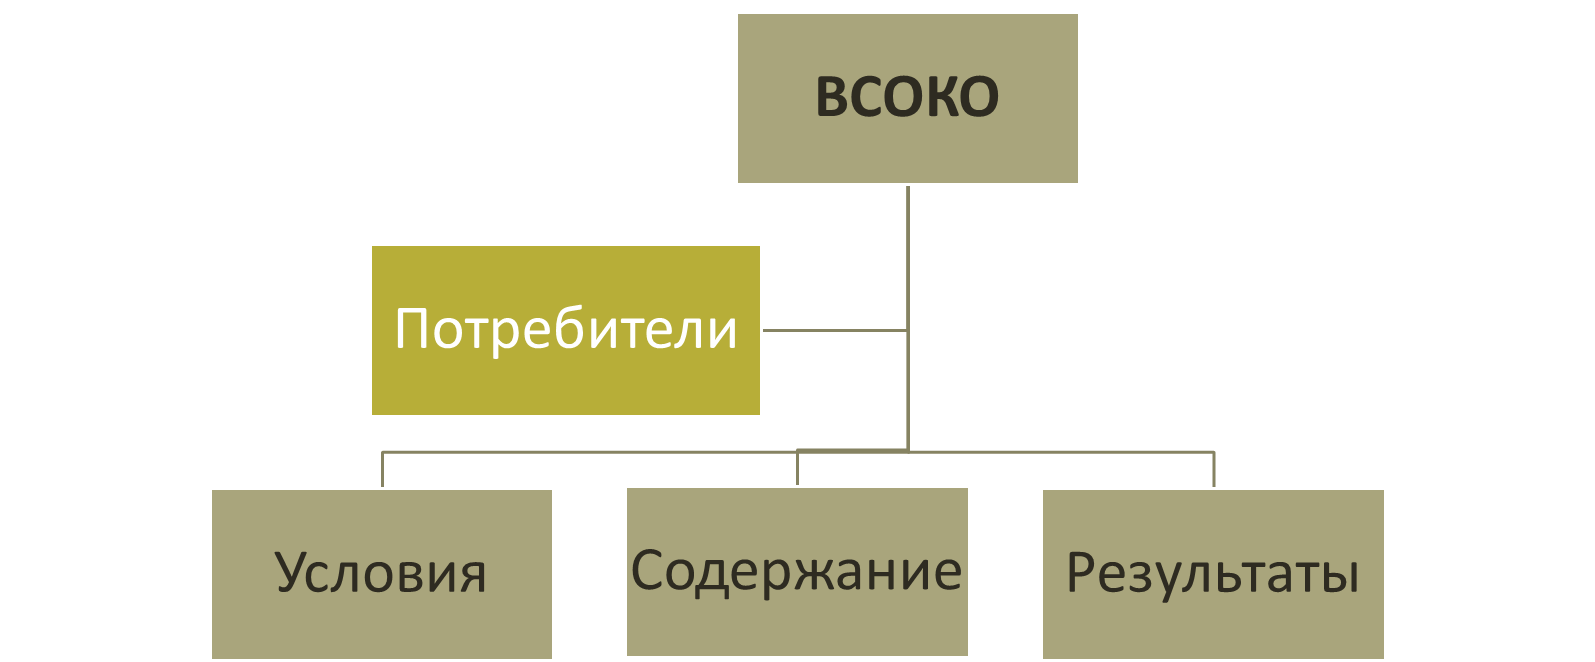 ВСОКО
Потребители
Условия
Содержание
Результаты